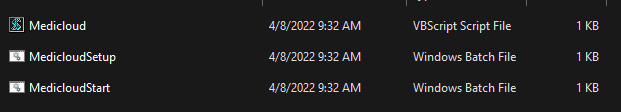 Medicloud 4/8/2022 9:32 AM VBScript Script File 1 KB
MedicloudSetup 4/8/2022 9:32 AM Windows Batch File 1 KB
MedicloudStart 4/8/2022 9:32 AM Windows Batch File 1 KB